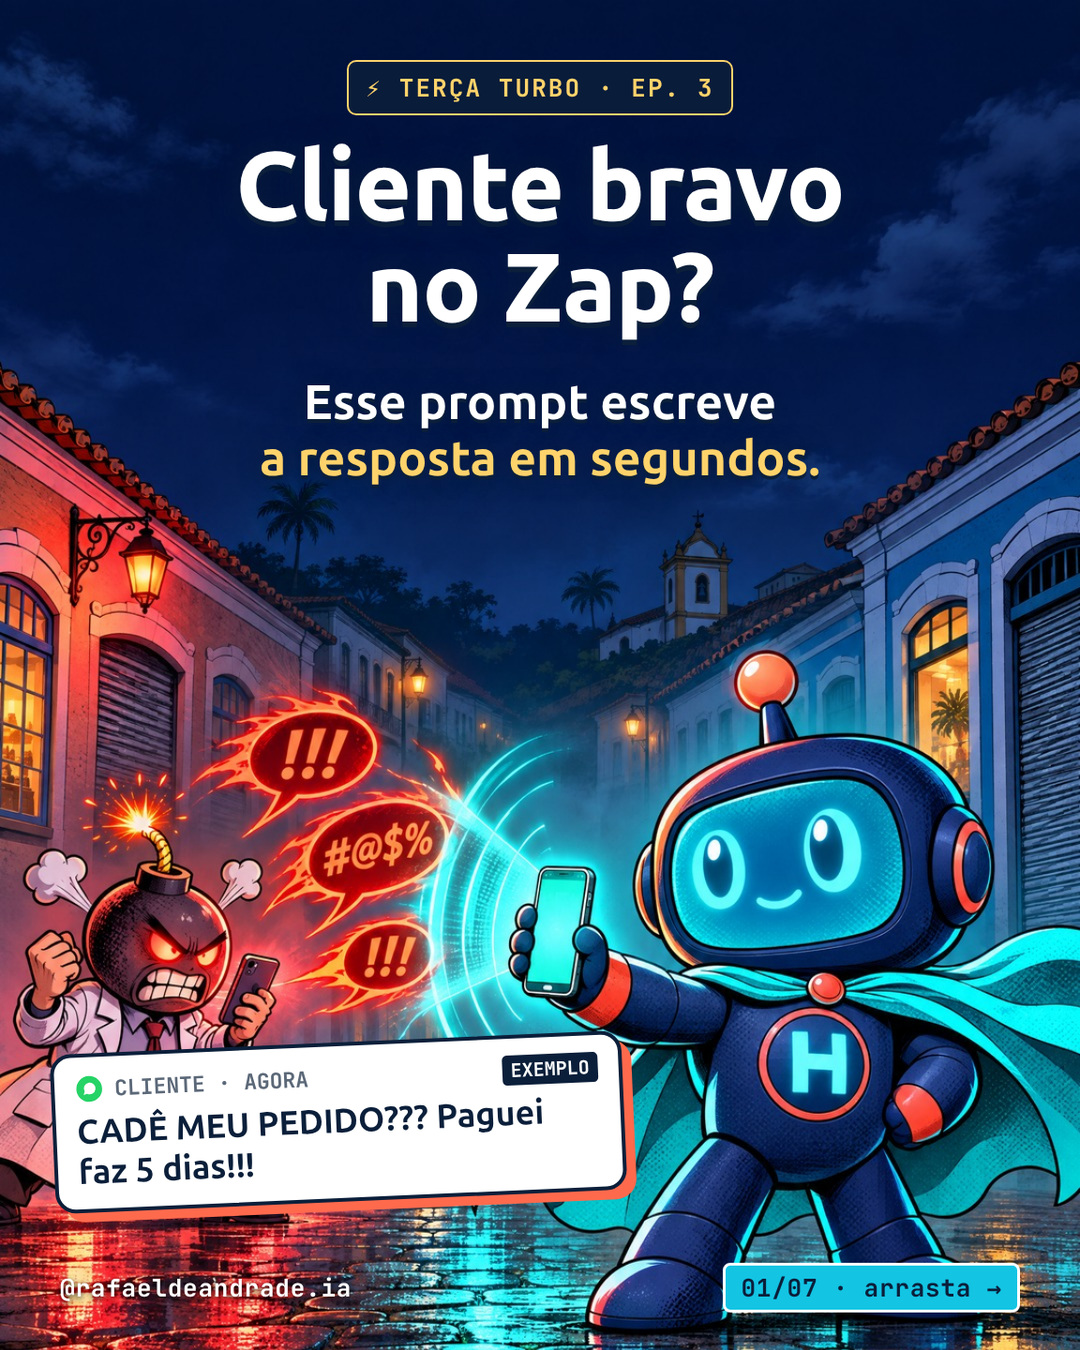 ⚡ TERÇA TURBO · EP. 3
Cliente bravo
no Zap?
Esse prompt escreve
a resposta em segundos.
!!!
#@$%
!!!
H
CLIENTE · AGORA
EXEMPLO
CADÊ MEU PEDIDO??? Paguei
faz 5 dias!!!
@rafaeldeandrade.ia
01/07 · arrasta →